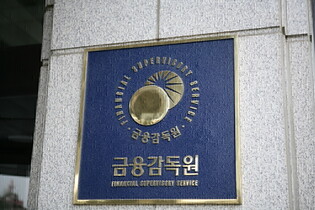 FINANCIAL SUPERVISORY SERVICE
·금융감독원·
금융감독원
FINANCIAL SUPERVISORY SERVICE